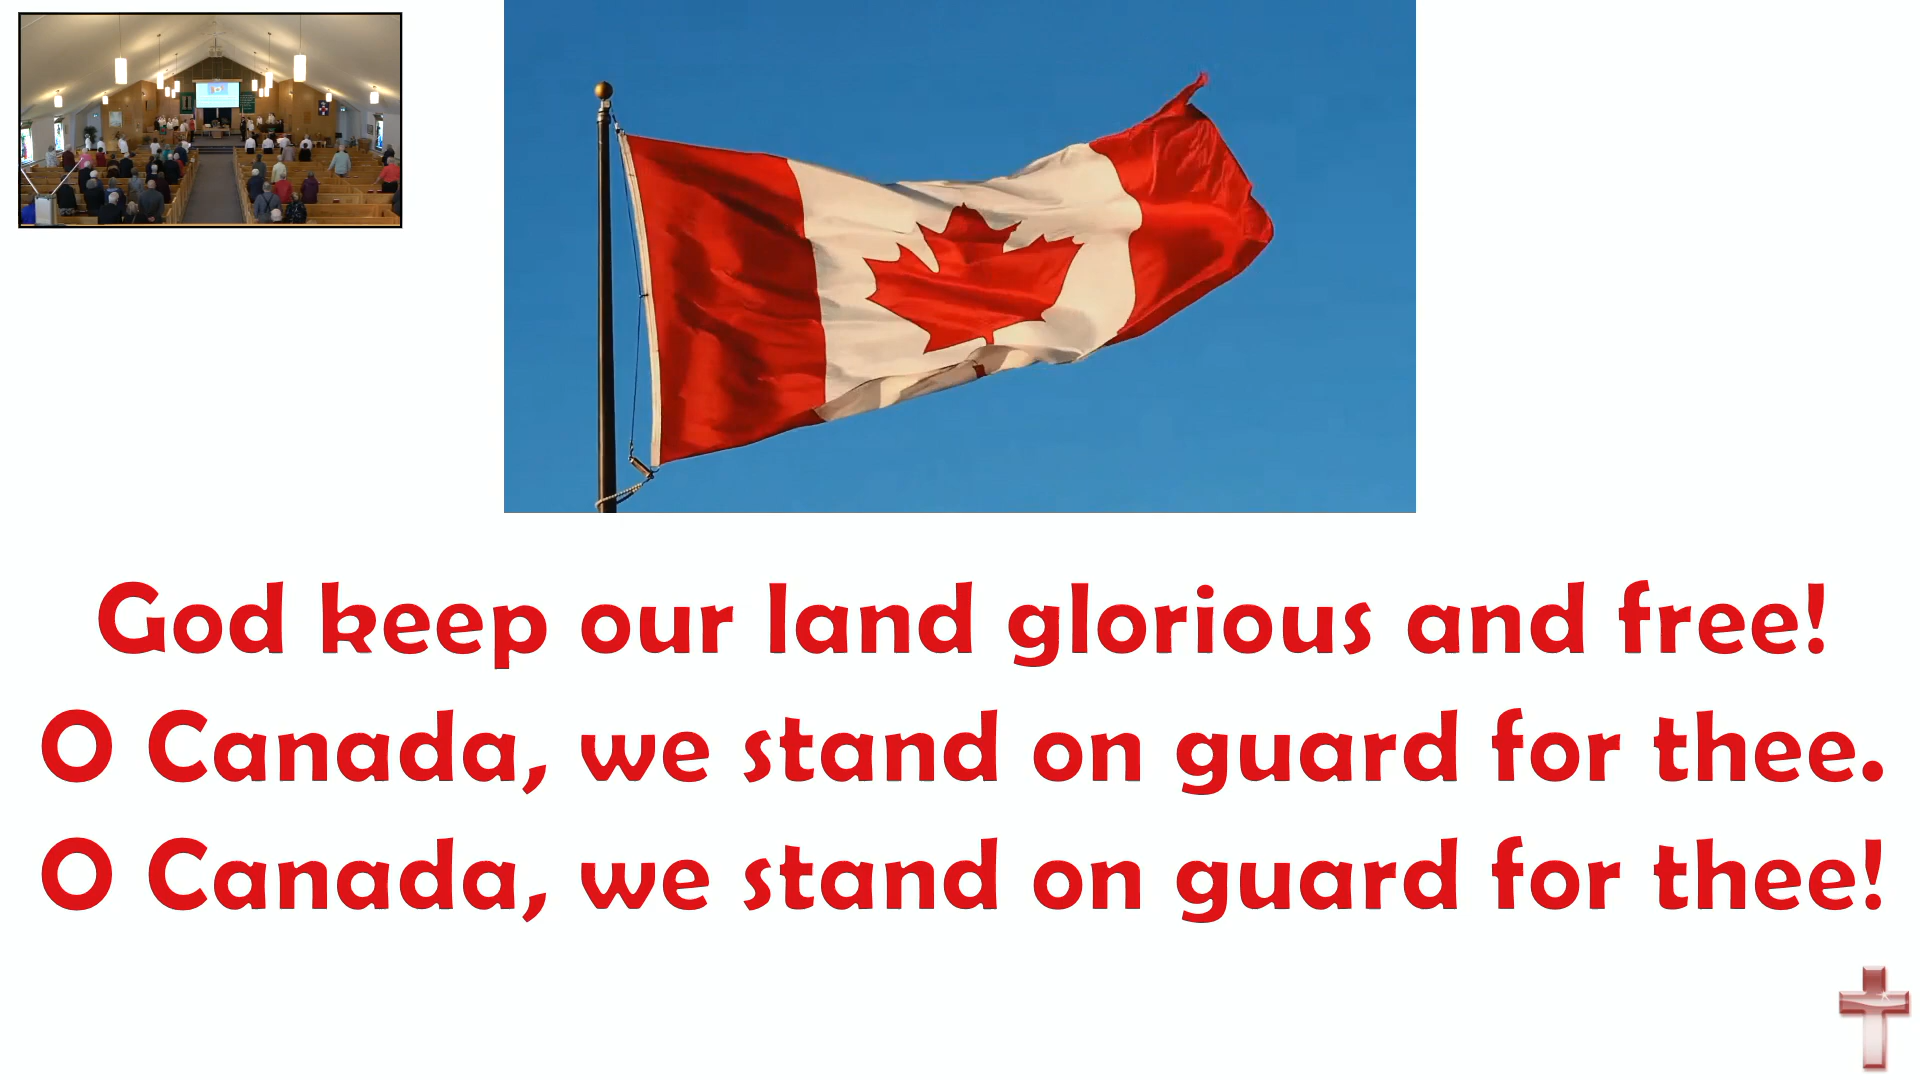 God keep our land glorious and free!
O Canada, we stand on guard for thee.
O Canada, we stand on guard for thee!